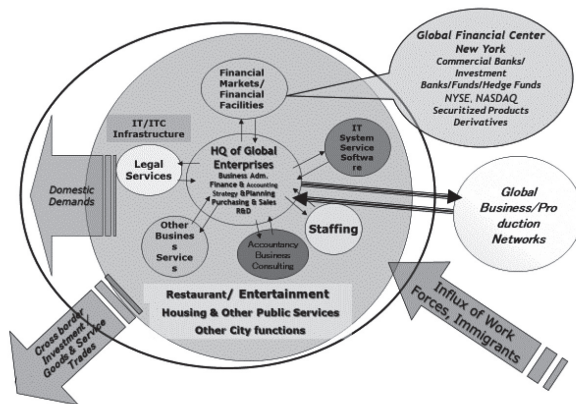 Global Financial Center
New York
Commercial Banks/
Investment
Banks/Funds/Hedge Funds
NYSE, NASDAQ
Securitized Products
Derivatives
Financial
Markets/
Financial
Facilities
IT/ITC
Infrastructure
Legal
Services
HQ of Global
Enterprises
Business Adm.
Finance & Accounting
Strategy &Planning
Purchasing & Sales
R&D
IT
System
Service
Softwa
re
Domestic
Demands
Other
Busines
s
Service
s
Accountancy
Business
Consulting
Staffing
Global
Business/Pro
duction
Networks
Restaurant/ Entertainment
Housing & Other Public Services
Other City functions
Cross border
Investment /
Goods & Service
Trades
Influx of Work
Forces, Immigrants